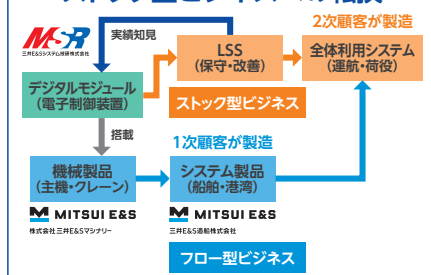 2次顧客が製造
MSR
三井E&Sシステム技研株式会社
実績知見
LSS
(保守・改善)
全体利用システム
(運航・荷役)
デジタルモジュール
(電子制御装置)
ストック型ビジネス
搭載
1次顧客が製造
機械製品
(主機・クレーン)
システム製品
(船舶・港湾)
MITSUI E&S
株式会社三井E&Sマシナリー
MITSUI E&S
三井E&S造船株式会社
フロー型ビジネス